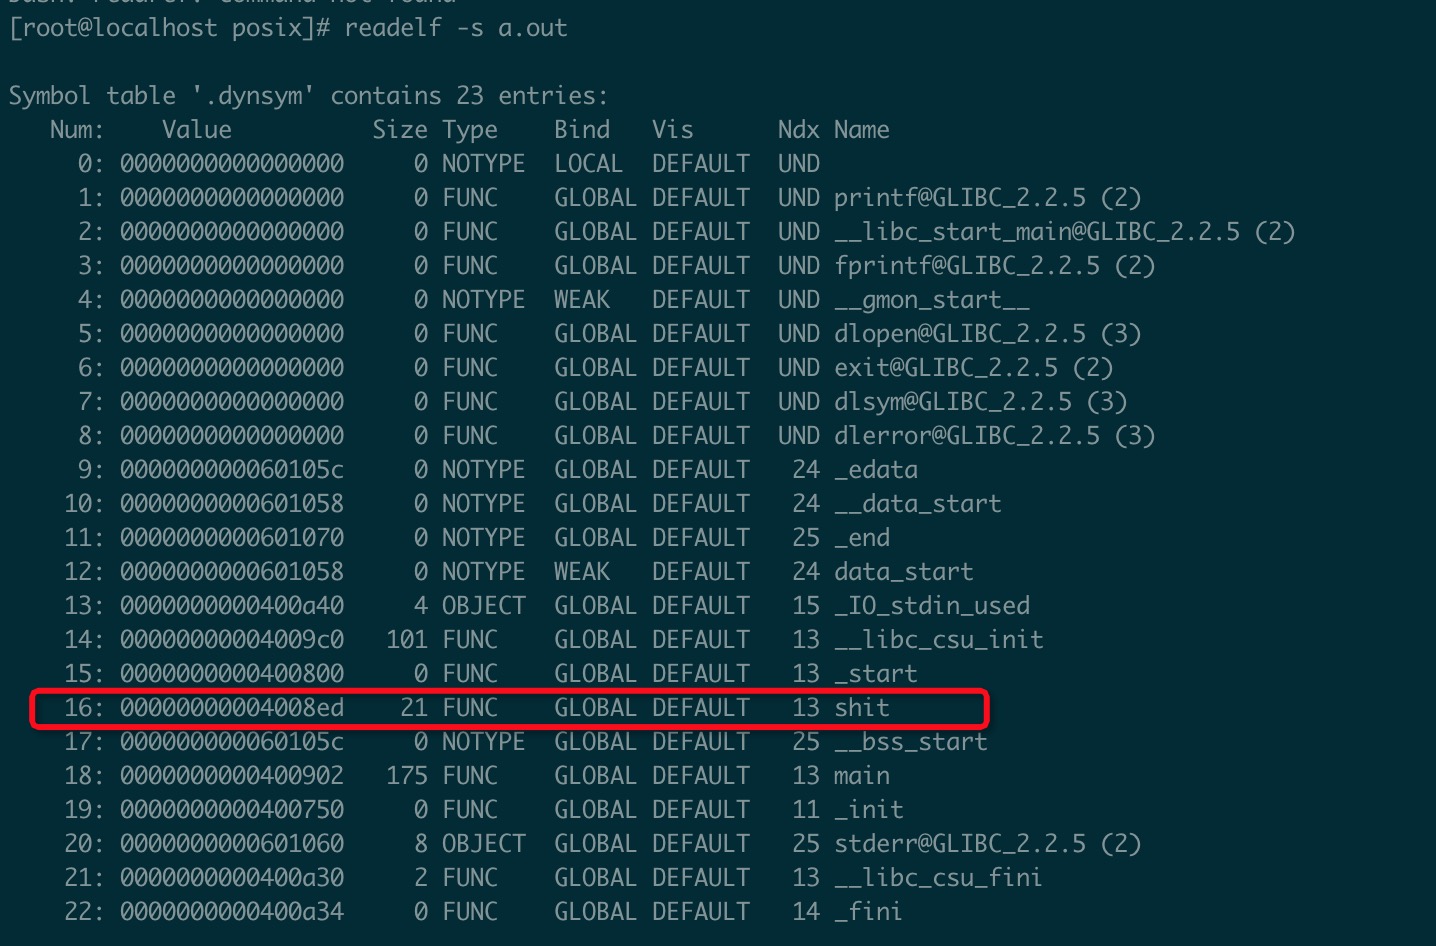 [root@localhost posix]# readelf -s a.out
Symbol table '.dynsym' contains 23 entries:
Num: Value Size Type Bind Vis Ndx Name
0: 0000000000000000 0 NOTYPE LOCAL DEFAULT UND
1: 0000000000000000 0 FUNC GLOBAL DEFAULT UND printf@GLIBC_2.2.5 (2)
2: 0000000000000000 0 FUNC GLOBAL DEFAULT UND __libc_start_main@GLIBC_2.2.5 (2)
3: 0000000000000000 0 FUNC GLOBAL DEFAULT UND fprintf@GLIBC_2.2.5 (2)
4: 0000000000000000 0 NOTYPE WEAK DEFAULT UND __gmon_start__
5: 0000000000000000 0 FUNC GLOBAL DEFAULT UND dlopen@GLIBC_2.2.5 (3)
6: 0000000000000000 0 FUNC GLOBAL DEFAULT UND exit@GLIBC_2.2.5 (2)
7: 0000000000000000 0 FUNC GLOBAL DEFAULT UND dlsym@GLIBC_2.2.5 (3)
8: 0000000000000000 0 FUNC GLOBAL DEFAULT UND dlerror@GLIBC_2.2.5 (3)
9: 000000000060105c 0 NOTYPE GLOBAL DEFAULT 24 _edata
10: 0000000000601058 0 NOTYPE GLOBAL DEFAULT 24 __data_start
11: 0000000000601070 0 NOTYPE GLOBAL DEFAULT 25 _end
12: 0000000000601058 0 NOTYPE WEAK DEFAULT 24 data_start
13: 0000000000400a40 4 OBJECT GLOBAL DEFAULT 15 _IO_stdin_used
14: 00000000004009c0 101 FUNC GLOBAL DEFAULT 13 __libc_csu_init
15: 0000000000400800 0 FUNC GLOBAL DEFAULT 13 _start
16: 00000000004008ed 21 FUNC GLOBAL DEFAULT 13 shit
17: 000000000060105c 0 NOTYPE GLOBAL DEFAULT 25 __bss_start
18: 0000000000400902 175 FUNC GLOBAL DEFAULT 13 main
19: 0000000000400750 0 FUNC GLOBAL DEFAULT 11 _init
20: 0000000000601060 8 OBJECT GLOBAL DEFAULT 25 stderr@GLIBC_2.2.5 (2)
21: 0000000000400a30 2 FUNC GLOBAL DEFAULT 13 __libc_csu_fini
22: 0000000000400a34 0 FUNC GLOBAL DEFAULT 14 _fini